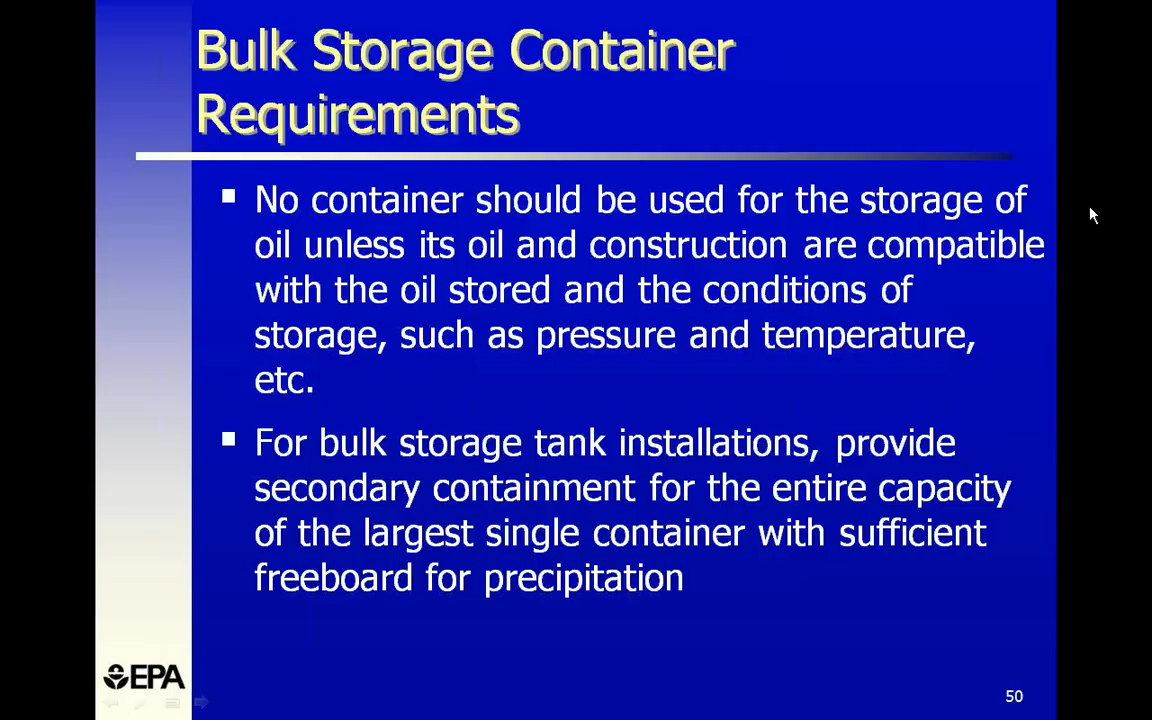 Bulk Storage Container
Requirements
No container should be used for the storage of
oil unless its oil and construction are compatible
with the oil stored and the conditions of
storage, such as pressure and temperature,
etc.
For bulk storage tank installations, provide
secondary containment for the entire capacity
of the largest single container with sufficient
freeboard for precipitation
EPA
50